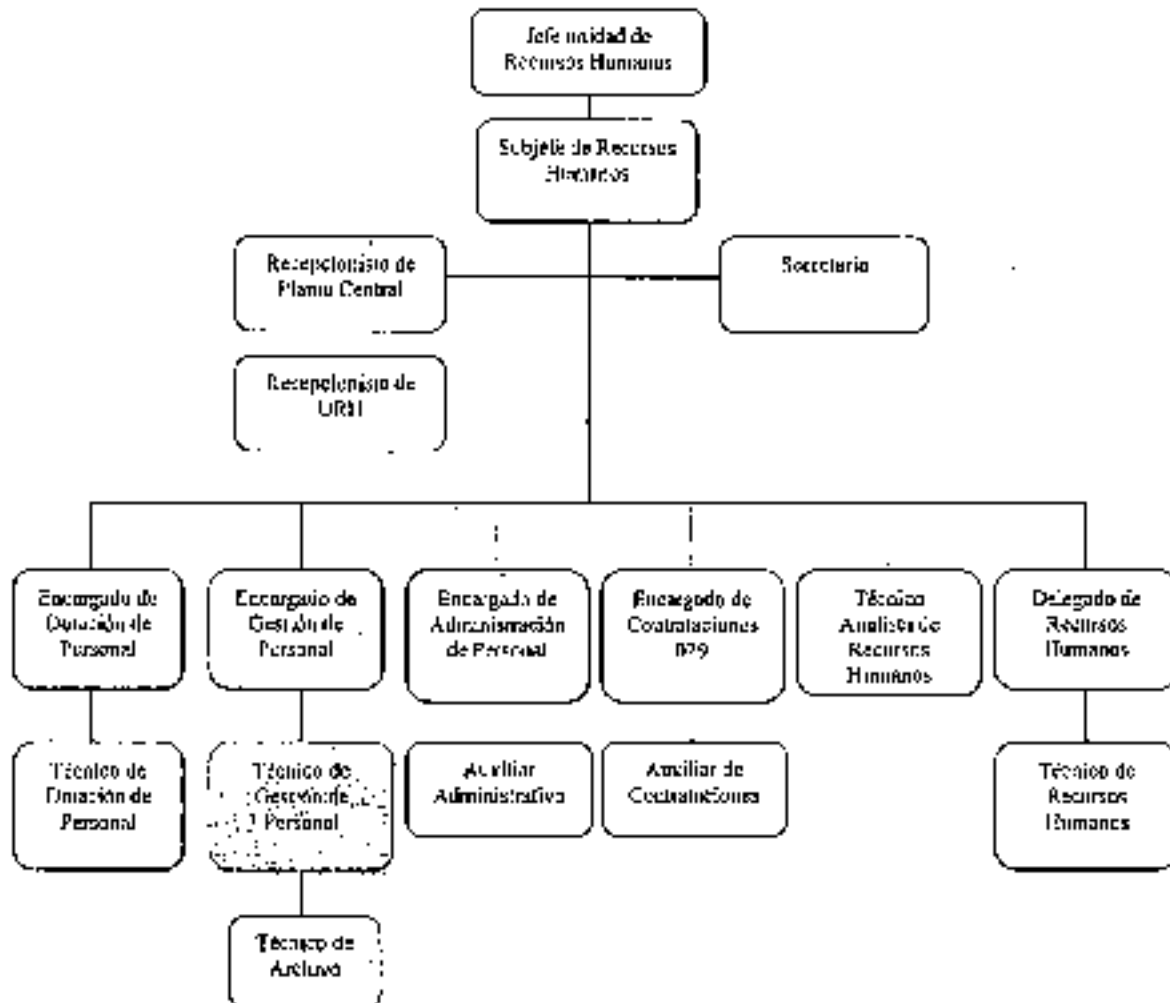 Jefe unidad de
Recursos Humanos
Subjefe de Recursos
Humanos
Recepcionista de
Planta Central
Secretaria
Recepcionista de
URH
Encargado de
Dotación de
Personal
Encargado de
Gestión de
Personal
Encargado de
Administración
de Personal
Encargado de
Contrataciones
029
Técnico
Analista de
Recursos
Humanos
Delegado de
Recursos
Humanos
Técnico de
Dotación de
Personal
Técnico de
Gestión de
Personal
Auxiliar
Administrativo
Auxiliar de
Contrataciones
Técnico de
Recursos
Humanos
Técnico de
Archivo